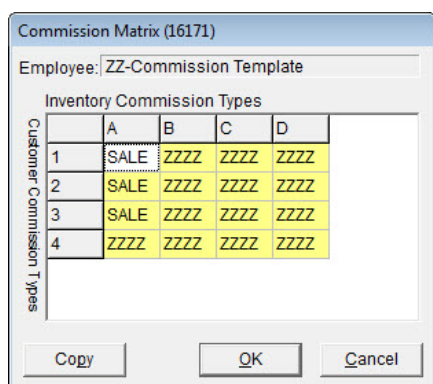 Commission Matrix (16171)
Employee: ZZ-Commission Template
Inventory Commission Types
Customer Commission Types
A B C D
1 SALE ZZZZ ZZZZ ZZZZ
2 SALE ZZZZ ZZZZ ZZZZ
3 SALE ZZZZ ZZZZ ZZZZ
4 ZZZZ ZZZZ ZZZZ ZZZZ
Copy OK Cancel